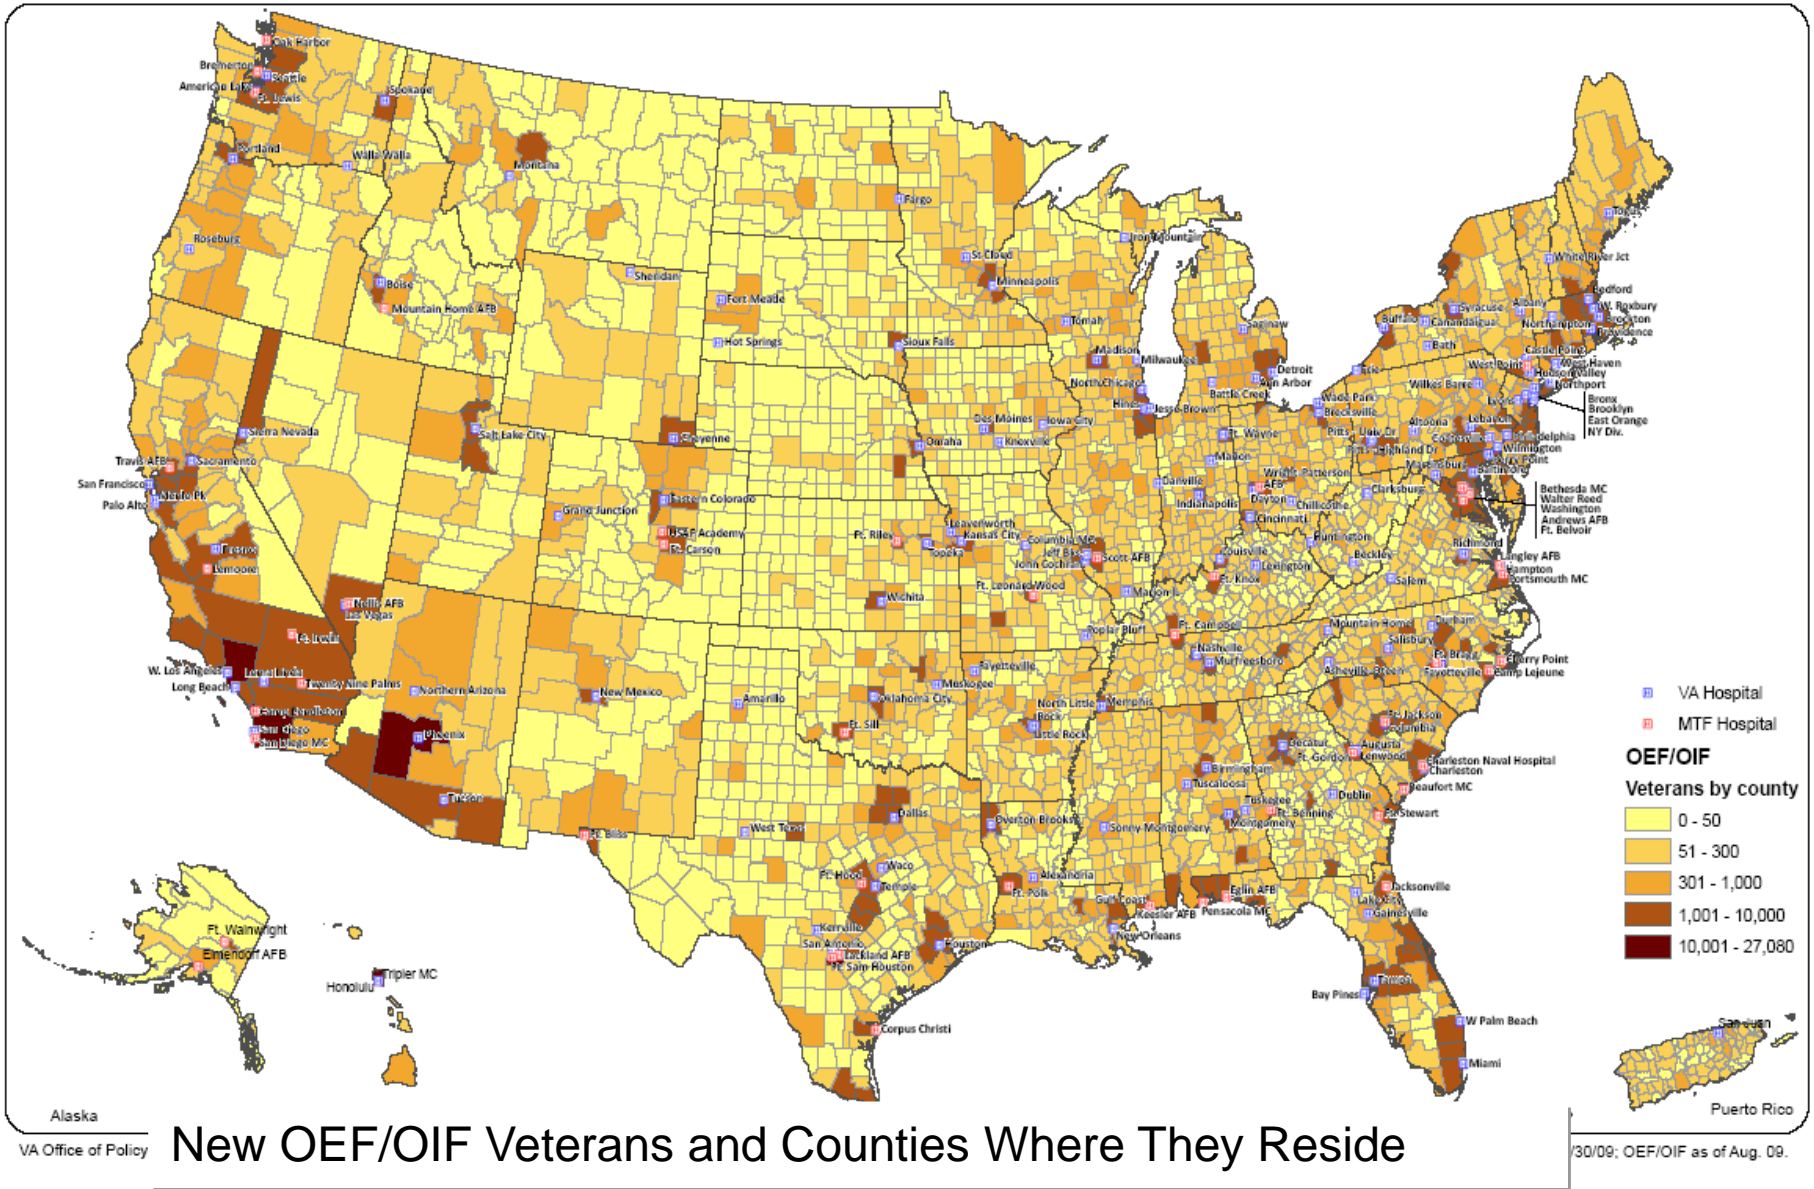 Oak Harbor
Bremerton
Seattle
American Lake
Ft. Lewis
Spokane
Portland
Walla Walla
Montana
Fargo
Roseburg
Boise
Mountain Home AFB
Sheridan
Fort Meade
Hot Springs
St Cloud
Minneapolis
Iron Mountain
Tomah
Sioux Falls
Madison
Milwaukee
Saginaw
Detroit
Ann Arbor
Battle Creek
North Chicago
Hines
Jesse Brown
Togus
White River Jct
Bedford
W. Roxbury
Brockton
Providence
Northampton
Albany
Syracuse
Canandaigua
Buffalo
Bath
Erie
Castle Point
West Point
West Haven
Hudson Valley
Northport
Wilkes Barre
Lyons
Bronx
Brooklyn
East Orange
NY Div.
Wade Park
Brecksville
Altoona
Lebanon
Coatesville
Philadelphia
Wilmington
Perry Point
Pitts - Univ Dr
Pitts - Highland Dr
Martinsburg
Baltimore
Bethesda MC
Walter Reed
Washington
Andrews AFB
Ft. Belvoir
Sierra Nevada
Salt Lake City
Cheyenne
Omaha
Des Moines
Iowa City
Knoxville
Ft. Wayne
Marion
Danville
Indianapolis
Wright-Patterson
AFB
Dayton
Chillicothe
Cincinnati
Clarksburg
Travis AFB
Sacramento
San Francisco
Menlo Pk
Palo Alto
Fresno
Lemoore
Grand Junction
Eastern Colorado
USAF Academy
Ft. Carson
Ft. Riley
Leavenworth
Kansas City
Topeka
Columbia MO
Jeff Bks
John Cochran
Scott AFB
Ft. Leonard Wood
Marion IL
Louisville
Ft. Knox
Lexington
Huntington
Beckley
Salem
Richmond
Langley AFB
Hampton
Portsmouth MC
Nellis AFB
Las Vegas
Ft. Irwin
W. Los Angeles
Loma Linda
Long Beach
Twenty Nine Palms
Camp Pendleton
San Diego
San Diego MC
Northern Arizona
Phoenix
Tucson
New Mexico
Ft. Bliss
Amarillo
West Texas
Wichita
Poplar Bluff
Fayetteville
Muskogee
Oklahoma City
Ft. Sill
North Little
Rock
Little Rock
Memphis
Ft. Campbell
Nashville
Murfreesboro
Mountain Home
Durham
Salisbury
Asheville-Oteen
Ft. Bragg
Fayetteville
Cherry Point
Camp Lejeune
Ft. Jackson
Columbia
Augusta
Ft. Gordon
Lenwood
Charleston Naval Hospital
Charleston
Beaufort MC
Ft. Stewart
Decatur
Birmingham
Tuscaloosa
Dublin
Tuskegee
Montgomery
Ft. Benning
Sonny Montgomery
Overton Brooks
Dallas
Waco
Ft. Hood
Temple
Alexandria
Ft. Polk
Gulf Coast
Keesler AFB
Pensacola MC
Eglin AFB
New Orleans
Jacksonville
Lake City
Gainesville
Tampa
Bay Pines
W Palm Beach
Miami
Kerrville
San Antonio
Lackland AFB
Ft. Sam Houston
Houston
Corpus Christi
Ft. Wainwright
Elmendorf AFB
Tripler MC
Honolulu
San Juan
VA Hospital
MTF Hospital
OEF/OIF
Veterans by county
0 - 50
51 - 300
301 - 1,000
1,001 - 10,000
10,001 - 27,080
Alaska
Puerto Rico
VA Office of Policy
New OEF/OIF Veterans and Counties Where They Reside
/30/09; OEF/OIF as of Aug. 09.